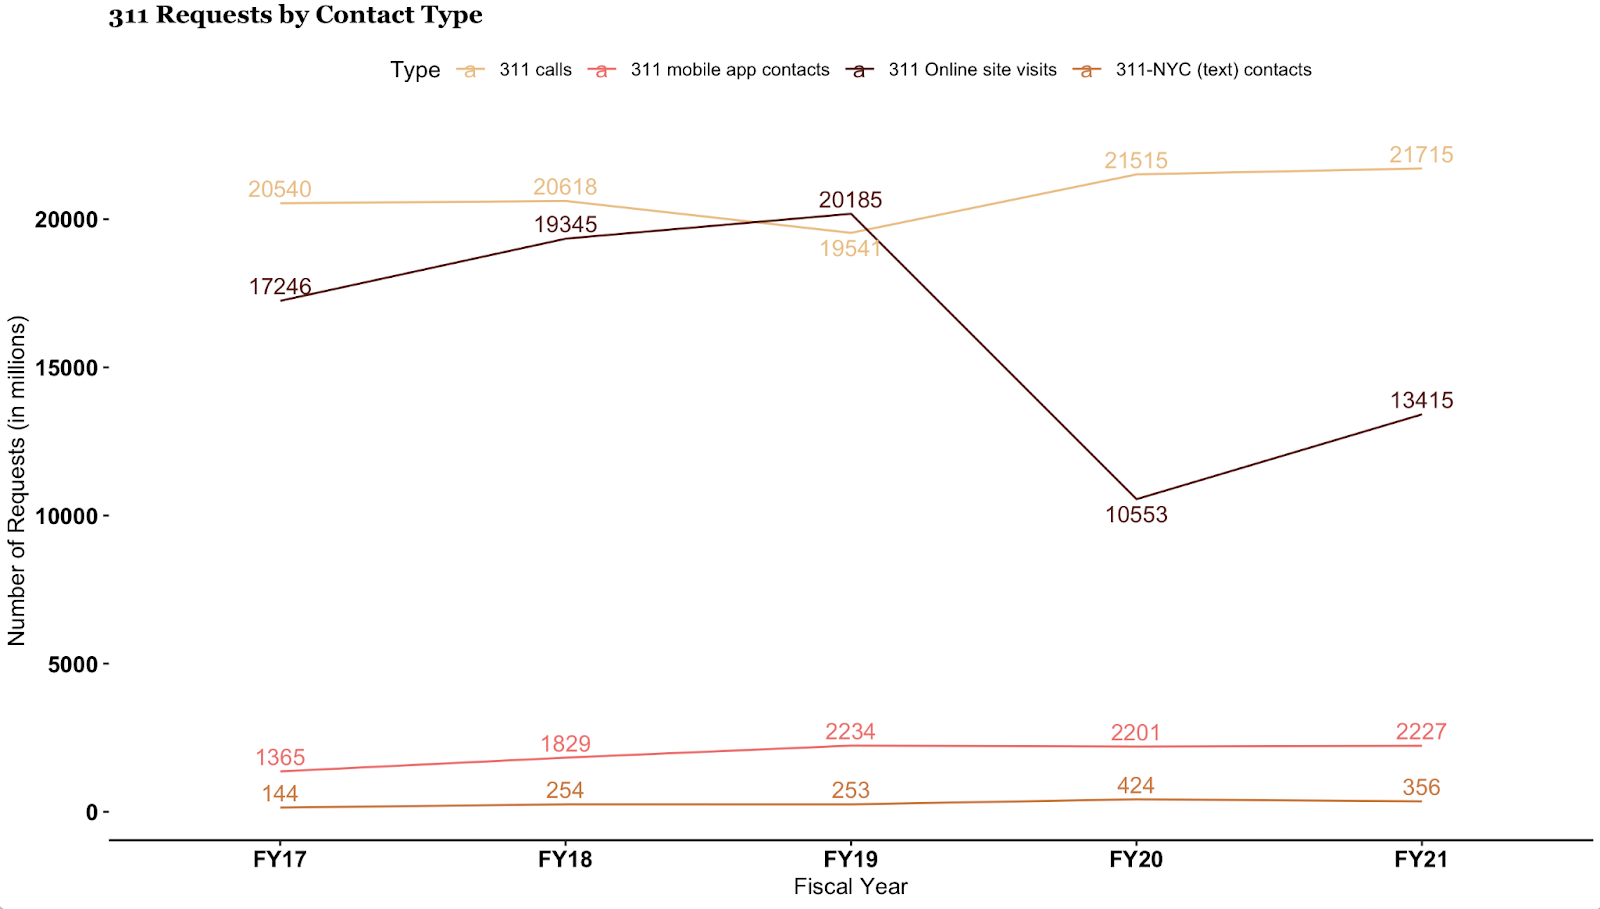 311 Requests by Contact Type
Type a 311 calls a 311 mobile app contacts a 311 Online site visits a 311-NYC (text) contacts
21715
21515
20540 20618
20185
20000
19345
19541
17246
15000
13415
10000
10553
5000
1365 1829 2234 2201 2227
144 254 253 424 356
0
Number of Requests (in millions)
FY17 FY18 FY19 FY20 FY21
Fiscal Year